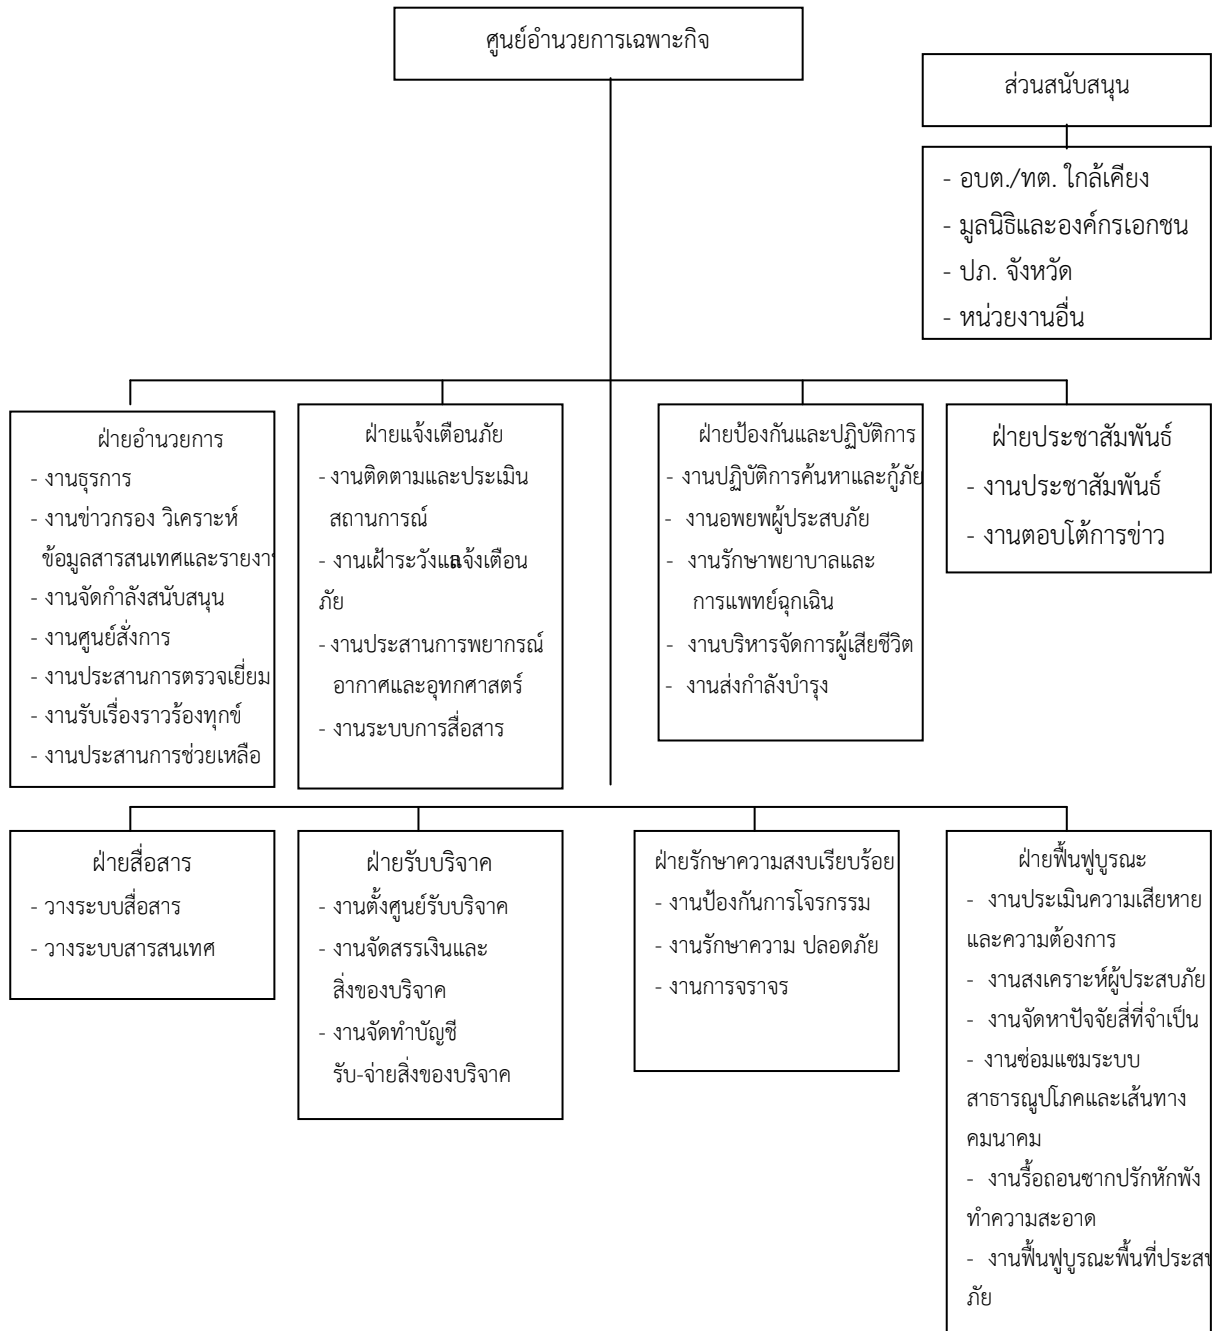 ศูนย์อำนวยการเฉพาะกิจ
ส่วนสนับสนุน
- อบต./ทต. ใกล้เคียง
- มูลนิธิและองค์กรเอกชน
- ปภ. จังหวัด
- หน่วยงานอื่น
ฝ่ายอำนวยการ
- งานธุรการ
- งานข่าวกรอง วิเคราะห์
ข้อมูลสารสนเทศและรายงาน
- งานจัดกำลังสนับสนุน
- งานศูนย์สั่งการ
- งานประสานการตรวจเยี่ยม
- งานรับเรื่องราวร้องทุกข์
- งานประสานการช่วยเหลือ
ฝ่ายแจ้งเตือนภัย
- งานติดตามและประเมิน
สถานการณ์
- งานเฝ้าระวังและแจ้งเตือน
ภัย
- งานประสานการพยากรณ์
อากาศและอุทกศาสตร์
- งานระบบการสื่อสาร
ฝ่ายป้องกันและปฏิบัติการ
- งานปฏิบัติการค้นหาและกู้ภัย
- งานอพยพผู้ประสบภัย
- งานรักษาพยาบาลและ
การแพทย์ฉุกเฉิน
- งานบริหารจัดการผู้เสียชีวิต
- งานส่งกำลังบำรุง
ฝ่ายประชาสัมพันธ์
- งานประชาสัมพันธ์
- งานตอบโต้การข่าว
ฝ่ายสื่อสาร
- วางระบบสื่อสาร
- วางระบบสารสนเทศ
ฝ่ายรับบริจาค
- งานตั้งศูนย์รับบริจาค
- งานจัดสรรเงินและ
สิ่งของบริจาค
- งานจัดทำบัญชี
รับ-จ่ายสิ่งของบริจาค
ฝ่ายรักษาความสงบเรียบร้อย
- งานป้องกันการโจรกรรม
- งานรักษาความ ปลอดภัย
- งานการจราจร
ฝ่ายฟื้นฟูบูรณะ
- งานประเมินความเสียหาย
และความต้องการ
- งานสงเคราะห์ผู้ประสบภัย
- งานจัดหาปัจจัยสี่ที่จำเป็น
- งานซ่อมแซมระบบ
สาธารณูปโภคและเส้นทาง
คมนาคม
- งานรื้อถอนซากปรักหักพัง
ทำความสะอาด
- งานฟื้นฟูบูรณะพื้นที่ประสบ
ภัย